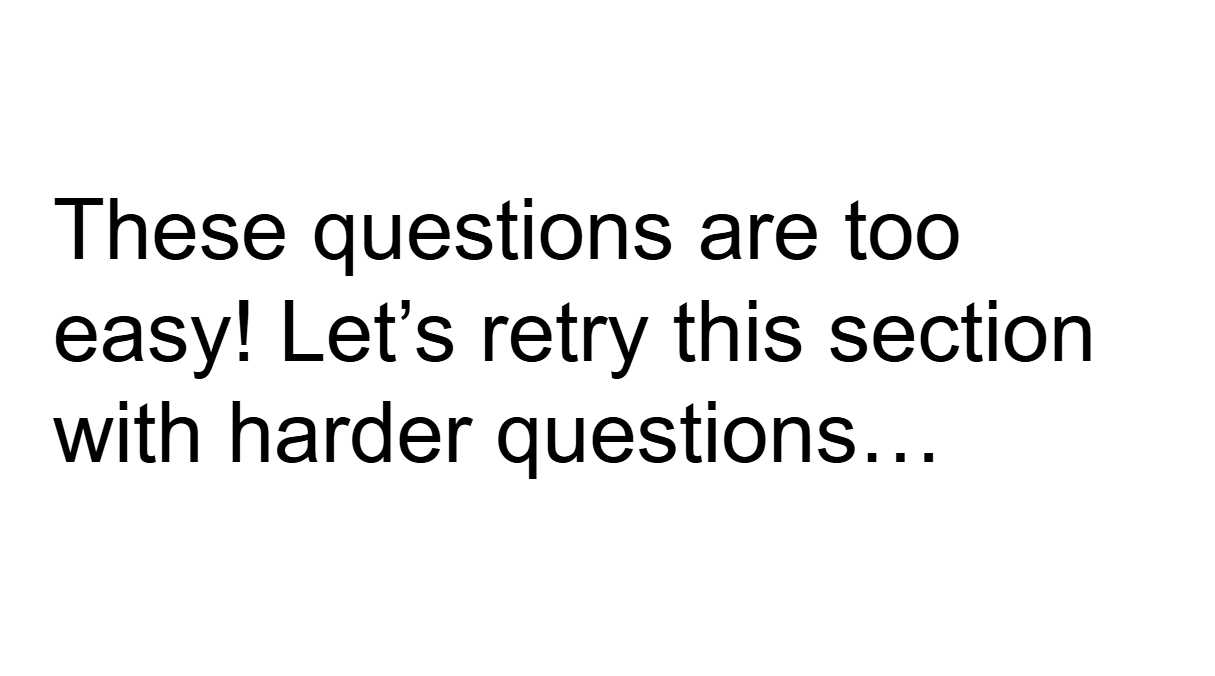 These questions are too
easy! Let’s retry this section
with harder questions…